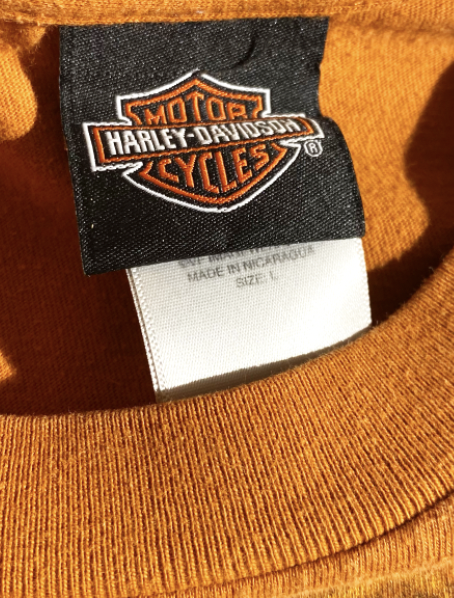 MOTOR
HARLEY-DAVIDSON
CYCLES
®
MADE IN NICARAGUA
SIZE: L